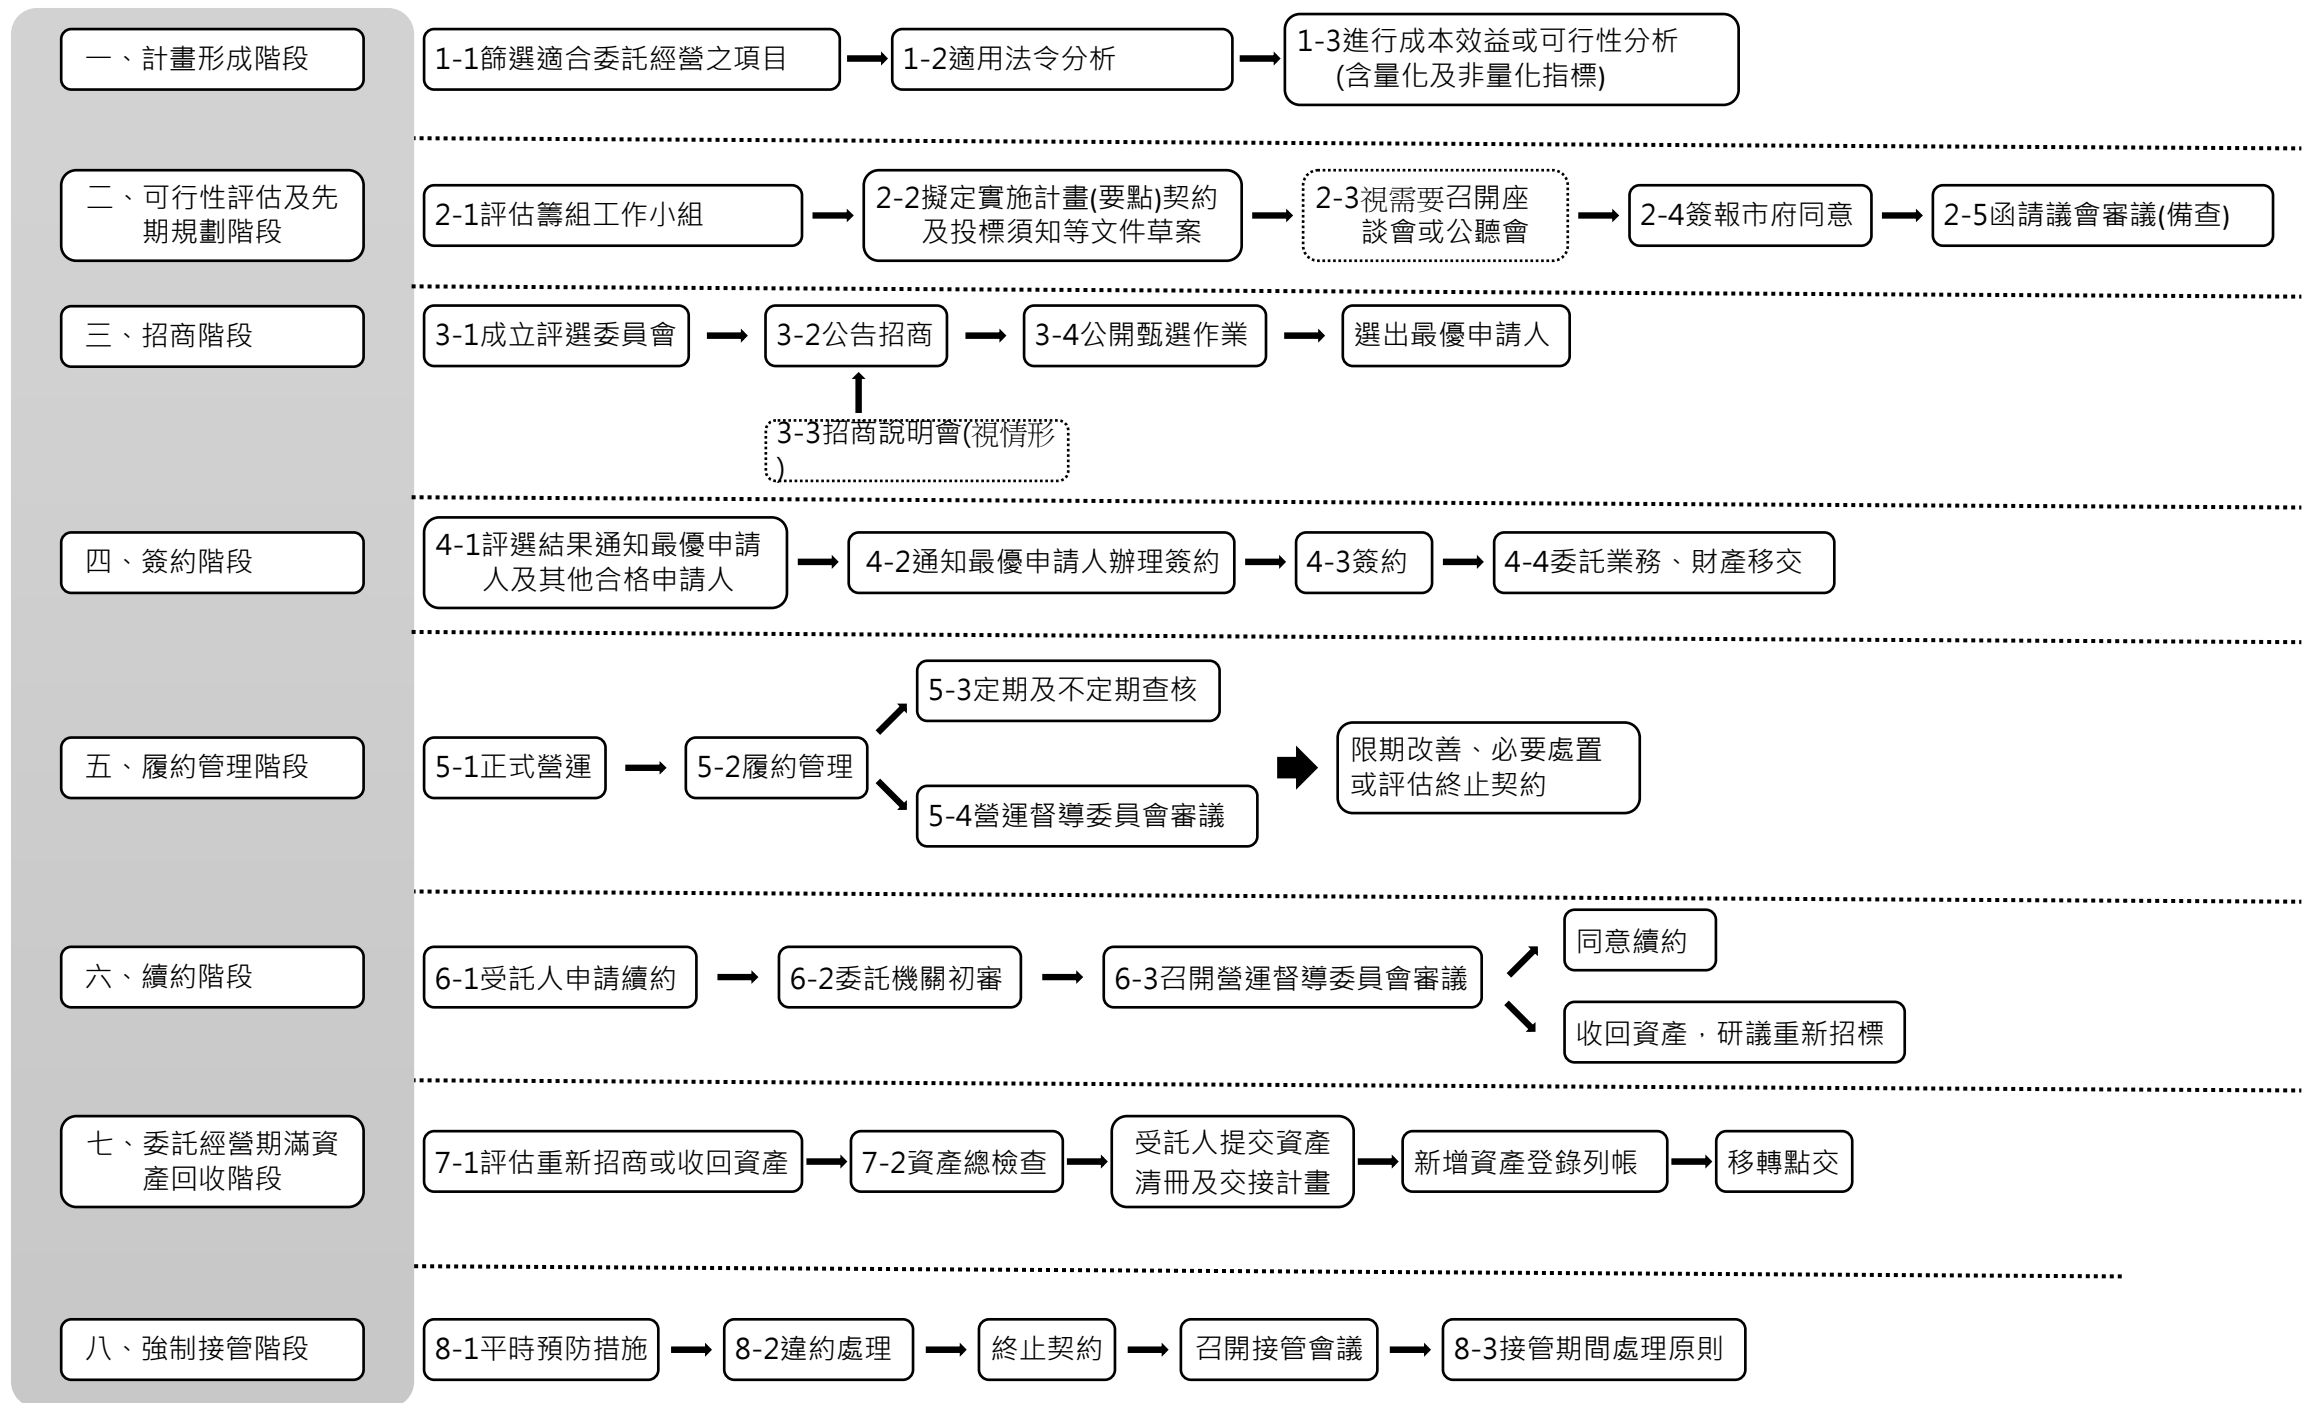 一、計畫形成階段
1-1篩選適合委託經營之項目
1-2適用法令分析
1-3進行成本效益或可行性分析
(含量化及非量化指標)
二、可行性評估及先
期規劃階段
2-1評估籌組工作小組
2-2擬定實施計畫(要點)契約
及投標須知等文件草案
2-3視需要召開座
談會或公聽會
2-4簽報市府同意
2-5函請議會審議(備查)
三、招商階段
3-1成立評選委員會
3-2公告招商
3-4公開甄選作業
選出最優申請人
3-3招商說明會(視情形
)
四、簽約階段
4-1評選結果通知最優申請
人及其他合格申請人
4-2通知最優申請人辦理簽約
4-3簽約
4-4委託業務、財產移交
五、履約管理階段
5-1正式營運
5-2履約管理
5-3定期及不定期查核
5-4營運督導委員會審議
限期改善、必要處置
或評估終止契約
六、續約階段
6-1受託人申請續約
6-2委託機關初審
6-3召開營運督導委員會審議
同意續約
收回資產，研議重新招標
七、委託經營期滿資
產回收階段
7-1評估重新招商或收回資產
7-2資產總檢查
受託人提交資產
清冊及交接計畫
新增資產登錄列帳
移轉點交
八、強制接管階段
8-1平時預防措施
8-2違約處理
終止契約
召開接管會議
8-3接管期間處理原則